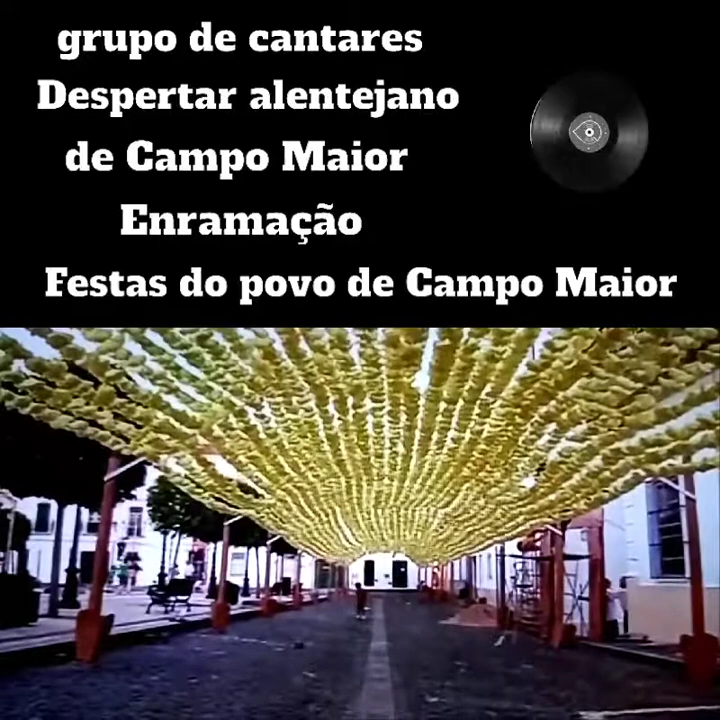 grupo de cantares
Despertar alentejano
de Campo Maior
Enramação
Festas do povo de Campo Maior